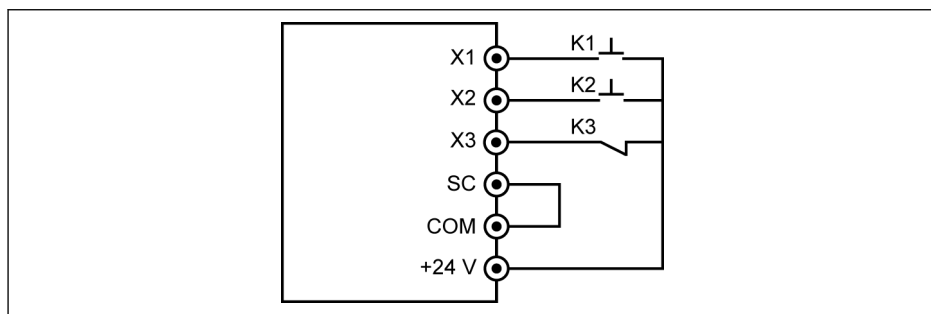 X1 K1
X2 K2
X3 K3
SC
COM
+24 V